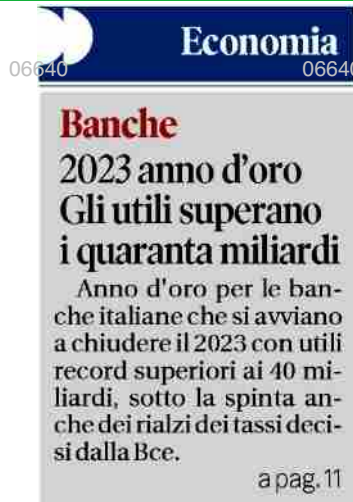 Economia
06640
06640
Banche
2023 anno d'oro
Gli utili superano
i quaranta miliardi
Anno d'oro per le ban-
che italiane che si avviano
a chiudere il 2023 con utili
record superiori ai 40 mi-
liardi, sotto la spinta an-
che dei rialzi dei tassi deci-
si dalla Bce.
a pag. 11